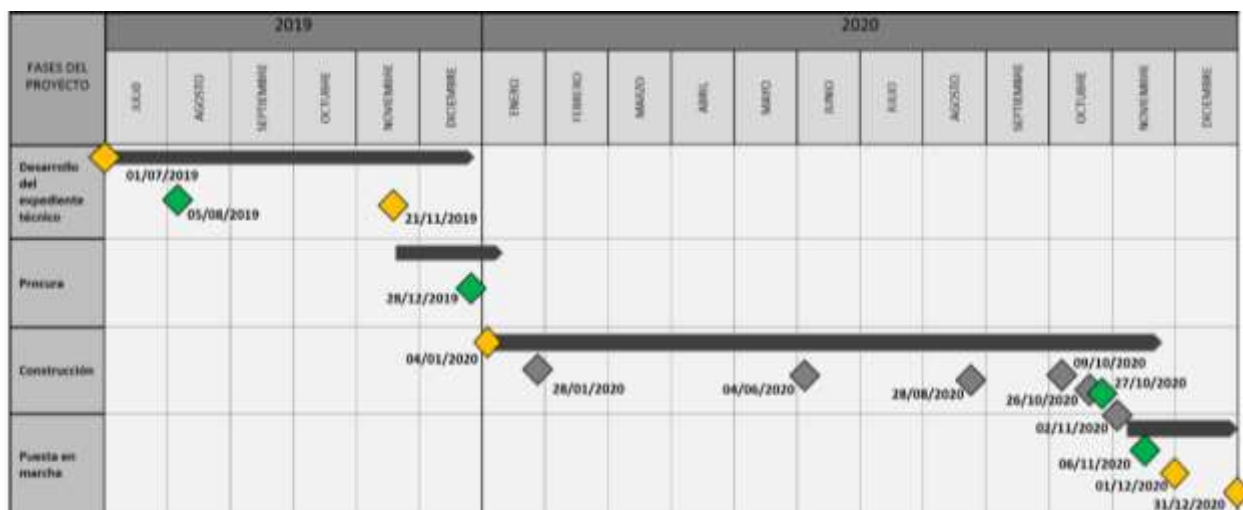 2019
2020
FASES DEL
PROYECTO
JULIO
AGOSTO
SEPTIEMBRE
OCTUBRE
NOVIEMBRE
DICIEMBRE
ENERO
FEBRERO
MARZO
ABRIL
MAYO
JUNIO
JULIO
AGOSTO
SEPTIEMBRE
OCTUBRE
NOVIEMBRE
DICIEMBRE
Desarrollo
del
expediente
técnico
01/07/2019
05/08/2019
21/11/2019
Procura
28/12/2019
Construcción
04/01/2020
28/01/2020
04/06/2020
28/08/2020
09/10/2020
27/10/2020
26/10/2020
02/11/2020
Puesta en
marcha
06/11/2020
01/12/2020
31/12/2020